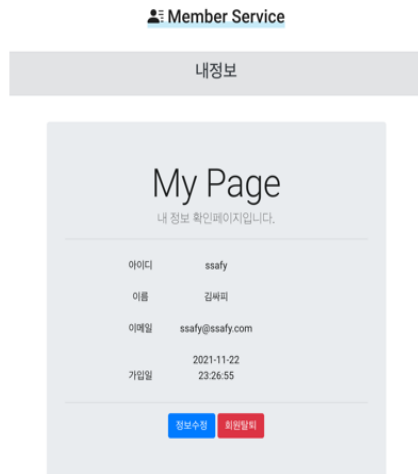 Member Service
내정보
My Page
내 정보 확인페이지입니다.
아이디 ssafy
이름 김싸피
이메일 ssafy@ssafy.com
가입일 2021-11-22
23:26:55
정보수정 회원탈퇴